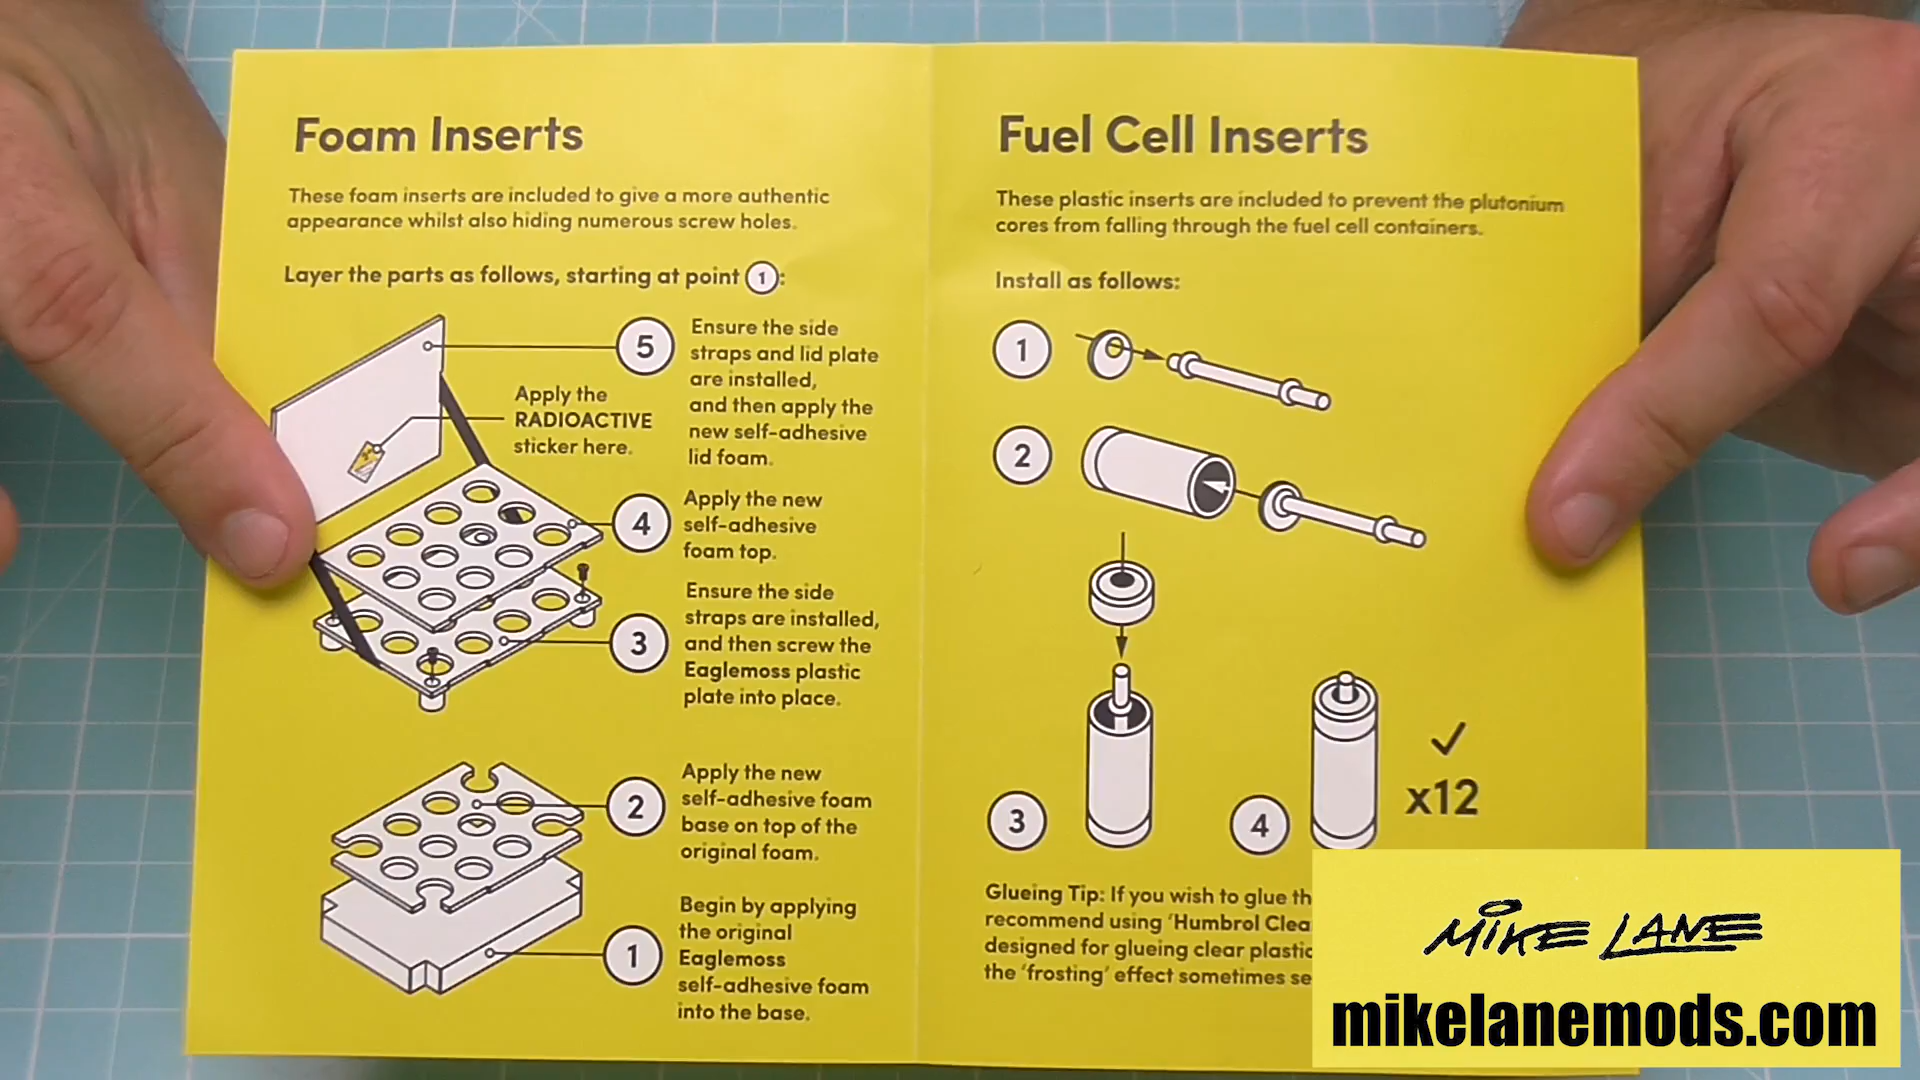 Foam Inserts
These foam inserts are included to give a more authentic
appearance whilst also hiding numerous screw holes.
Layer the parts as follows, starting at point 1:
5
Ensure the side
straps and lid plate
are installed,
and then apply the
new self-adhesive
lid foam.
Apply the
RADIOACTIVE
sticker here.
4
Apply the new
self-adhesive
foam top.
3
Ensure the side
straps are installed,
and then screw the
Eaglemoss plastic
plate into place.
2
Apply the new
self-adhesive foam
base on top of the
original foam.
1
Begin by applying
the original
Eaglemoss
self-adhesive foam
into the base.
Fuel Cell Inserts
These plastic inserts are included to prevent the plutonium
cores from falling through the fuel cell containers.
Install as follows:
1
2
3
4
x12
Glueing Tip: If you wish to glue
recommend using 'Humbrol
designed for glueing clear plastic
the 'frosting' effect sometimes
MIKE LANE
mikelanemods.com